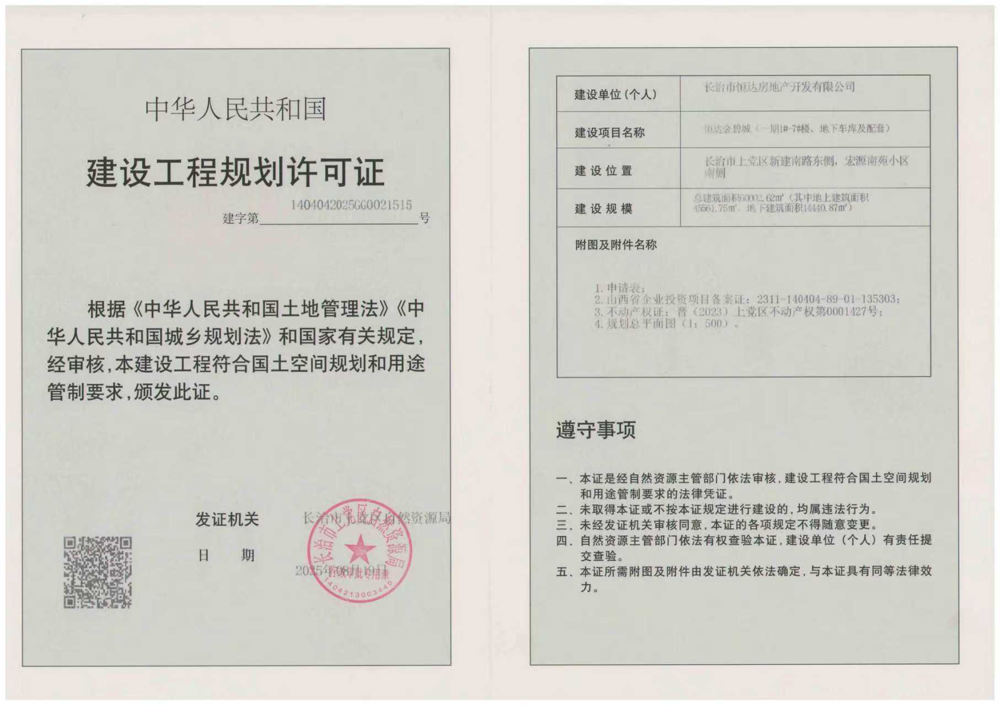 中华人民共和国
建设工程规划许可证
1404042025GG0021515
建字第 号
根据《中华人民共和国土地管理法》《中
华人民共和国城乡规划法》和国家有关规定，
经审核，本建设工程符合国土空间规划和用途
管制要求，颁发此证。
发证机关 长治市上党区自然资源局
日 期 2025年08月19日
长治市上党区自然资源局
行政审批专用章
1404213003440
建设单位(个人) 长治市恒达房地产开发有限公司
建设项目名称 恒达金碧城（一期1#-7#楼、地下车库及配套）
建设位置 长治市上党区新建南路东侧，宏源南苑小区
南侧
建设规模 总建筑面积60002.62㎡（其中地上建筑面积
45561.75㎡，地下建筑面积14440.87㎡）
附图及附件名称
1. 申请表；
2. 山西省企业投资项目备案证：2311-140404-89-01-135303；
3. 不动产权证：晋（2023）上党区不动产权第0001427号；
4. 规划总平面图（1：500）。
遵守事项
一、本证是经自然资源主管部门依法审核，建设工程符合国土空间规划
和用途管制要求的法律凭证。
二、未取得本证或不按本证规定进行建设的，均属违法行为。
三、未经发证机关审核同意，本证的各项规定不得随意变更。
四、自然资源主管部门依法有权查验本证，建设单位（个人）有责任提
交查验。
五、本证所需附图及附件由发证机关依法确定，与本证具有同等法律效
力。